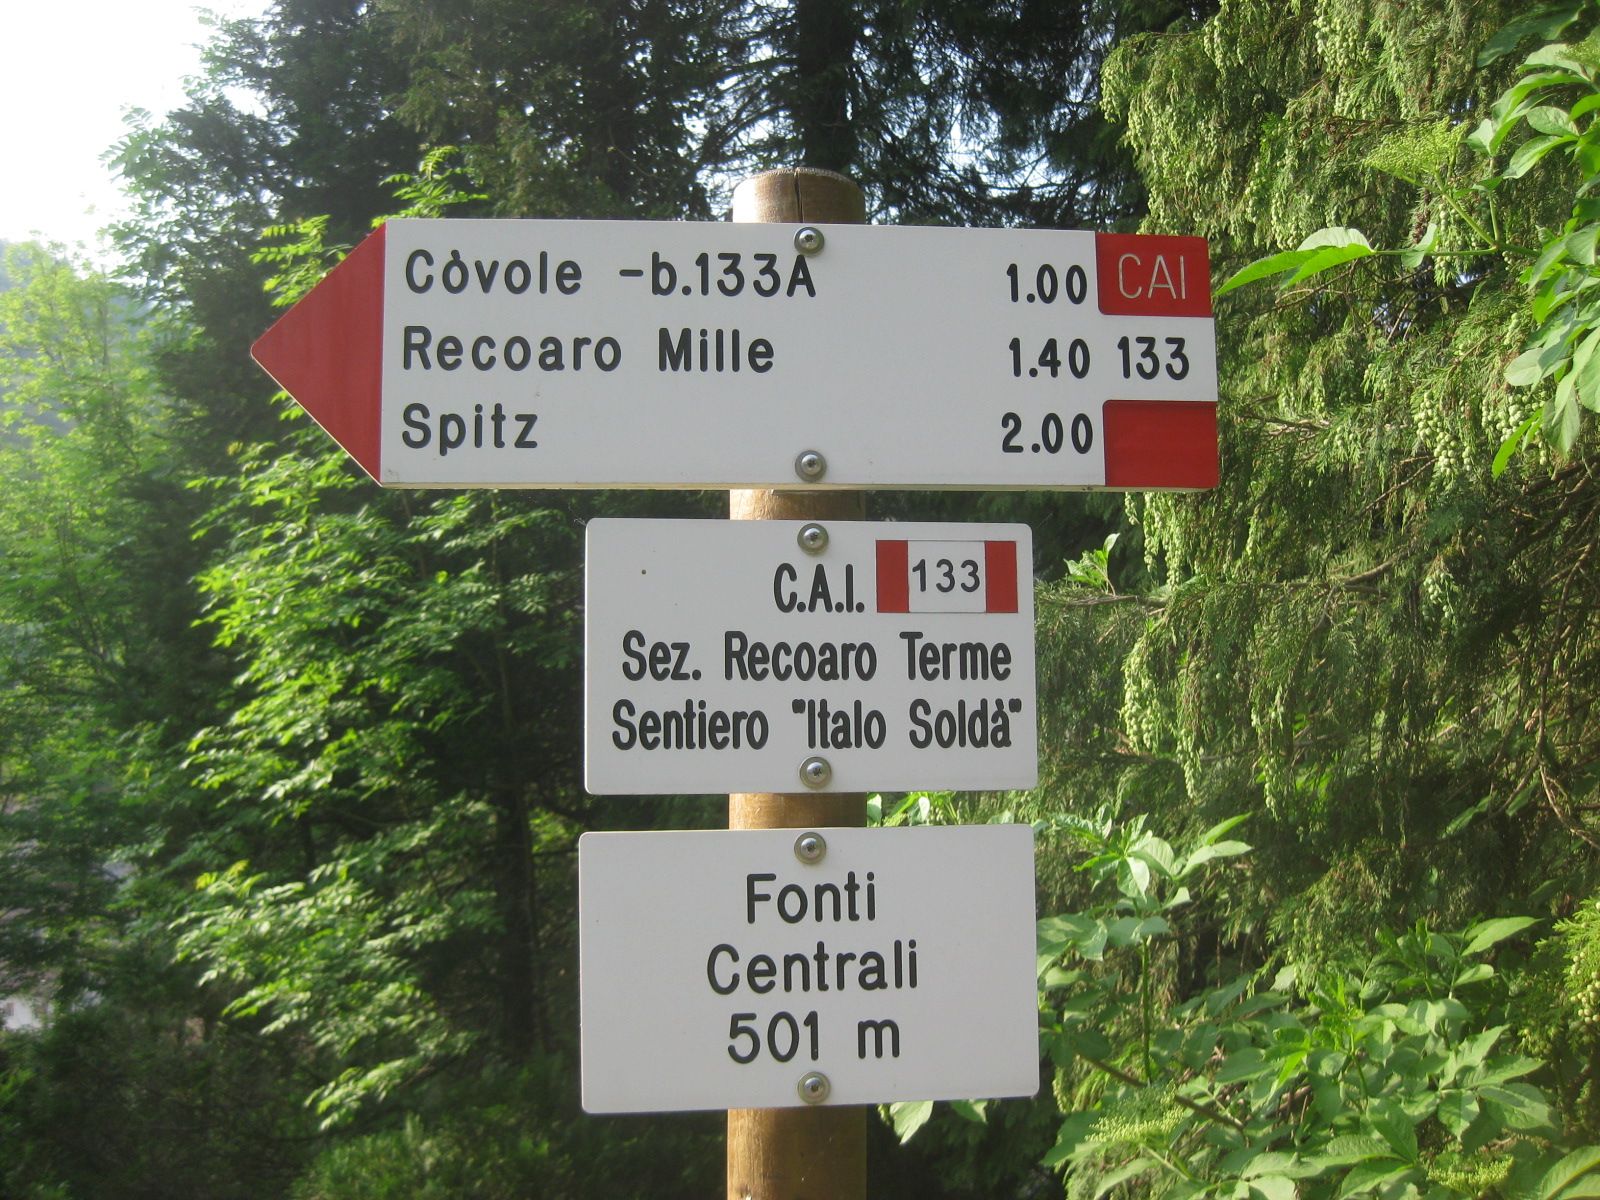 Còvole -b.133A 1.00 CAI
Recoaro Mille 1.40 133
Spitz 2.00
C.A.I. 133
Sez. Recoaro Terme
Sentiero "Italo Soldà"
Fonti
Centrali
501 m